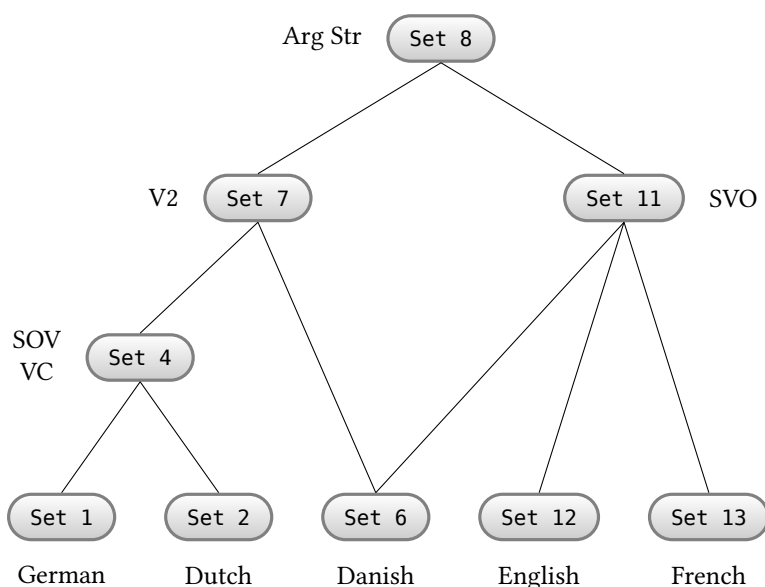 Arg Str Set 8
V2 Set 7 Set 11 SVO
SOV
VC
Set 4
Set 1 Set 2 Set 6 Set 12 Set 13
German Dutch Danish English French